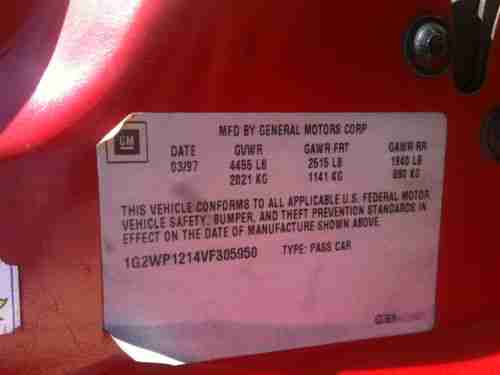 GM
MFD BY GENERAL MOTORS CORP
DATE GVWR GAWR FRT GAWR RR
03/97 4455 LB 2515 LB 1940 LB
2021 KG 1141 KG 880 KG
THIS VEHICLE CONFORMS TO ALL APPLICABLE U.S. FEDERAL MOTOR
VEHICLE SAFETY, BUMPER, AND THEFT PREVENTION STANDARDS IN
EFFECT ON THE DATE OF MANUFACTURE SHOWN ABOVE.
1G2WP1214VF305050 TYPE: PASS CAR